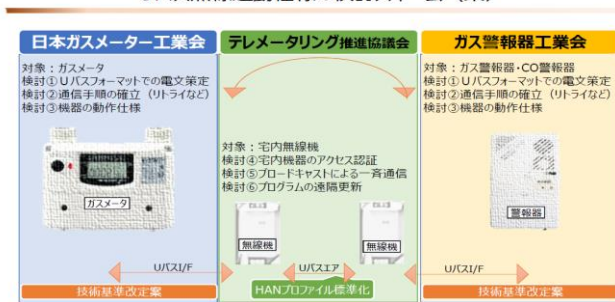 日本ガスメーター工業会
テレメータリング推進協議会
ガス警報器工業会
対象:ガスメータ
検討①Uバスフォーマットでの電文策定
検討②通信手順の確立(リトライなど)
検討③機器の動作仕様
ガスメータ
対象:宅内無線機
検討④宅内機器のアクセス認証
検討⑤ブロードキャストによる一斉通信
検討⑥プログラムの遠隔更新
無線機
無線機
対象:ガス警報器・CO警報器
検討①Uバスフォーマットでの電文策定
検討②通信手順の確立(リトライなど)
検討③機器の動作仕様
警報器
UバスI/F
Uバスエア
UバスI/F
技術基準改定案
HANプロファイル標準化
技術基準改定案